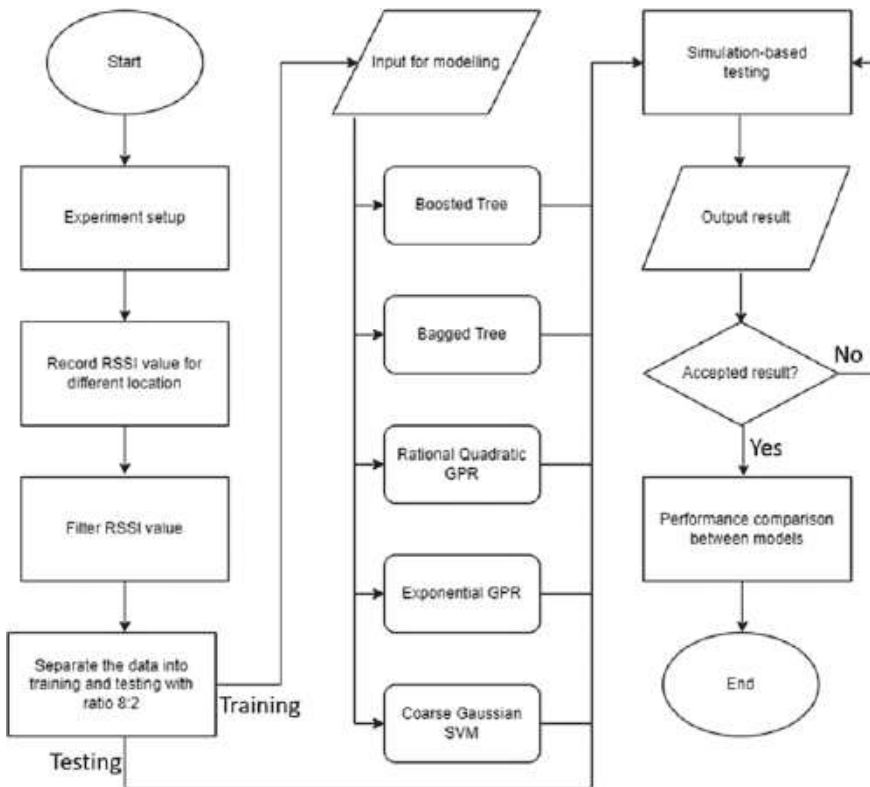 Start
Experiment setup
Record RSSI value for
different location
Filter RSSI value
Separate the data into
training and testing with
ratio 8:2
Training
Testing
Input for modelling
Boosted Tree
Bagged Tree
Rational Quadratic
GPR
Exponential GPR
Coarse Gaussian
SVM
Simulation-based
testing
Output result
Accepted result?
No
Yes
Performance comparison
between models
End